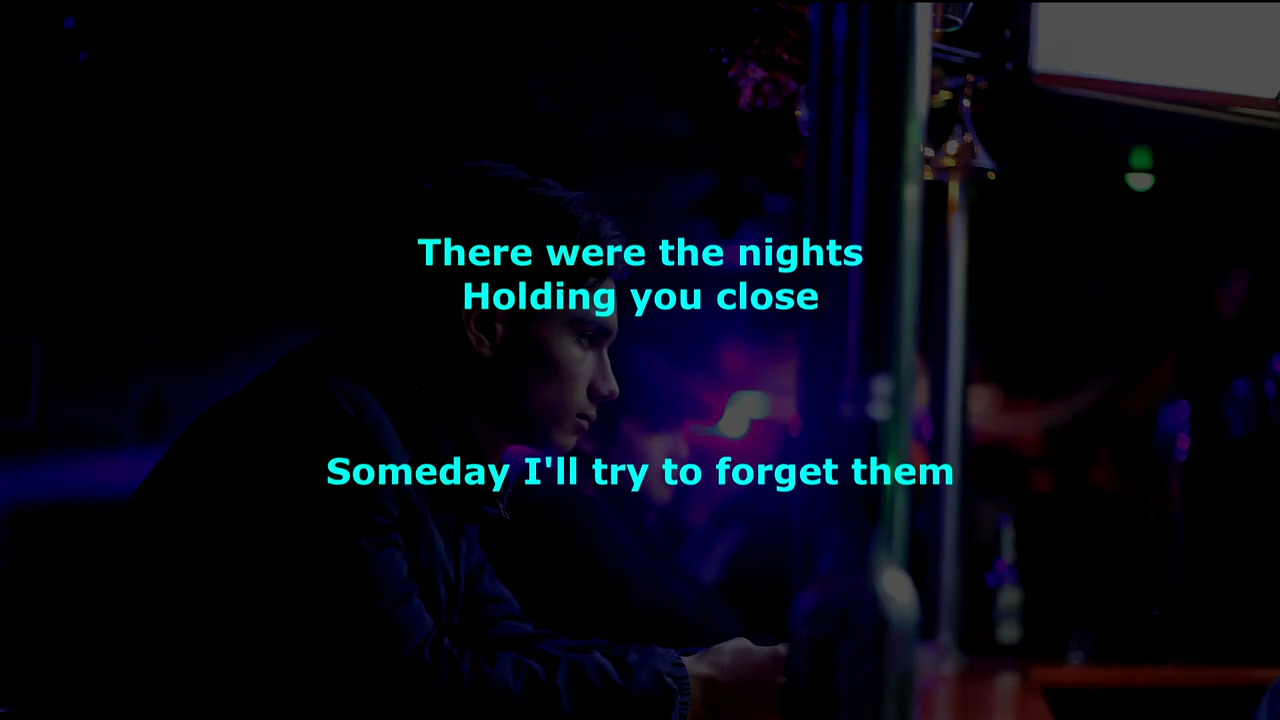 There were the nights
Holding you close
Someday I'll try to forget them